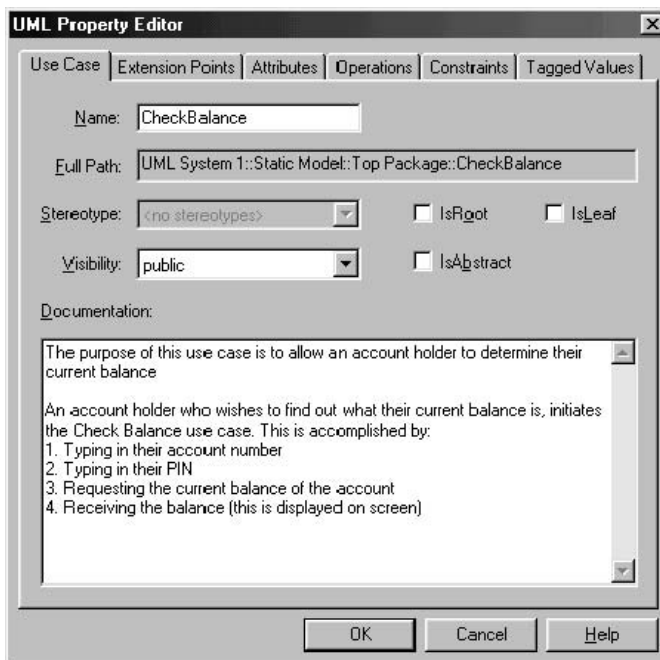 UML Property Editor
Use Case Extension Points Attributes Operations Constraints Tagged Values
Name: CheckBalance
Full Path: UML System 1::Static Model::Top Package::CheckBalance
Stereotype: <no stereotypes> IsRoot IsLeaf
Visibility: public IsAbstract
Documentation:
The purpose of this use case is to allow an account holder to determine their
current balance
An account holder who wishes to find out what their current balance is, initiates
the Check Balance use case. This is accomplished by:
1. Typing in their account number
2. Typing in their PIN
3. Requesting the current balance of the account
4. Receiving the balance (this is displayed on screen)
OK Cancel Help